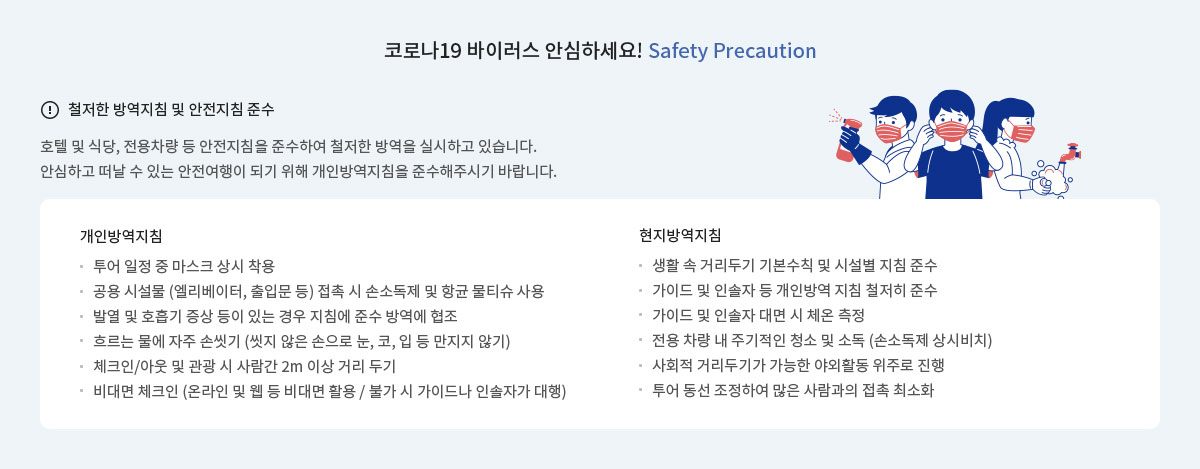 코로나19 바이러스 안심하세요! Safety Precaution
철저한 방역지침 및 안전지침 준수
호텔 및 식당, 전용차량 등 안전지침을 준수하여 철저한 방역을 실시하고 있습니다.
안심하고 떠날 수 있는 안전여행이 되기 위해 개인방역지침을 준수해주시기 바랍니다.
개인방역지침
· 투어 일정 중 마스크 상시 착용
· 공용 시설물 (엘리베이터, 출입문 등) 접촉 시 손소독제 및 항균 물티슈 사용
· 발열 및 호흡기 증상 등이 있는 경우 지침에 준수 방역에 협조
· 흐르는 물에 자주 손씻기 (씻지 않은 손으로 눈, 코, 입 등 만지지 않기)
· 체크인/아웃 및 관광 시 사람간 2m 이상 거리 두기
· 비대면 체크인 (온라인 및 웹 등 비대면 활용 / 불가 시 가이드나 인솔자가 대행)
현지방역지침
· 생활 속 거리두기 기본수칙 및 시설별 지침 준수
· 가이드 및 인솔자 등 개인방역 지침 철저히 준수
· 가이드 및 인솔자 대면 시 체온 측정
· 전용 차량 내 주기적인 청소 및 소독 (손소독제 상시비치)
· 사회적 거리두기가 가능한 야외활동 위주로 진행
· 투어 동선 조정하여 많은 사람과의 접촉 최소화